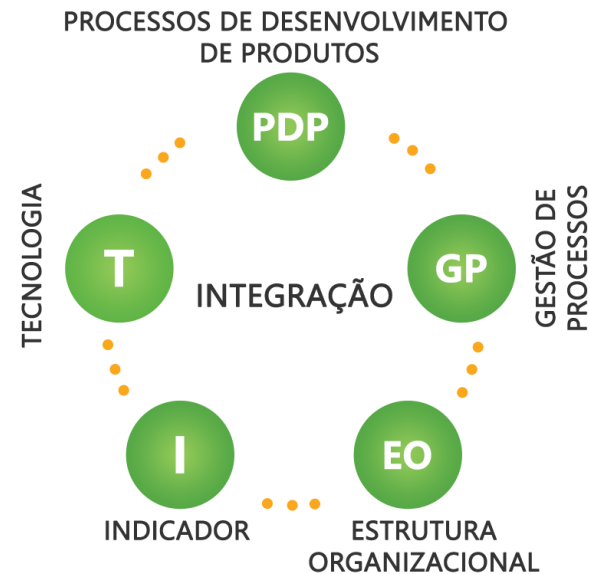 PROCESSOS DE DESENVOLVIMENTO
DE PRODUTOS
PDP
TECNOLOGIA
T
INTEGRAÇÃO
GP
GESTÃO DE
PROCESSOS
I
EO
INDICADOR
ESTRUTURA
ORGANIZACIONAL